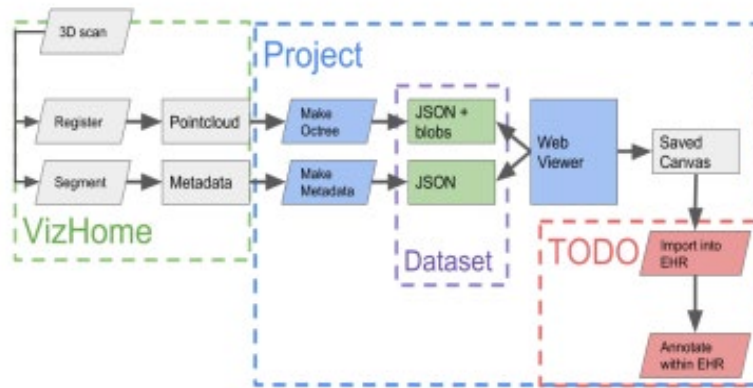 3D scan
Project
Register
Pointcloud
Make
Octree
JSON +
blobs
Web
Viewer
Saved
Canvas
Segment
Metadata
Make
Metadata
JSON
VizHome
Dataset
TODO
Import into
EHR
Annotate
within EHR